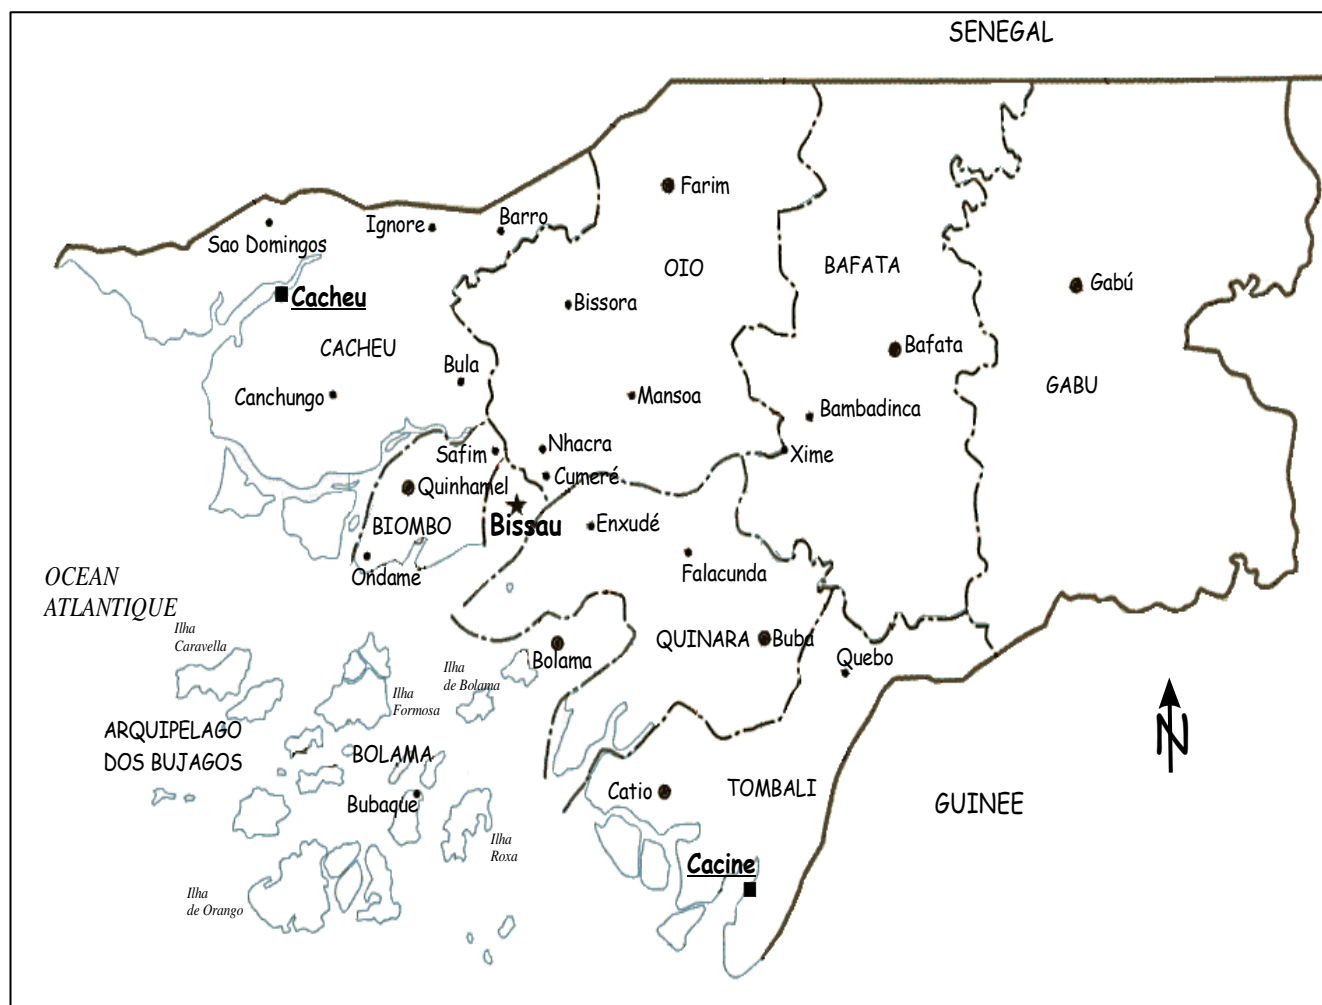 SENEGAL
Farim
Ignore
Barro
Sao Domingos
OIO
BAFATA
Gabú
Cacheu
Bissora
CACHEU
Bafata
Bula
GABU
Canchungo
Mansoa
Bambadinca
Safim
Nhacra
Xime
Cumeré
Quinhamel
BIOMBO
Bissau
Enxudé
Ondame
Falacunda
OCEAN
ATLANTIQUE
Ilha
Caravella
QUINARA
Buba
Quebo
Bolama
Ilha
de Bolama
Ilha
Formosa
ARQUIPELAGO
DOS BUJAGOS
BOLAMA
N
Catio
TOMBALI
GUINEE
Bubaque
Ilha
Roxa
Cacine
Ilha
de Orango